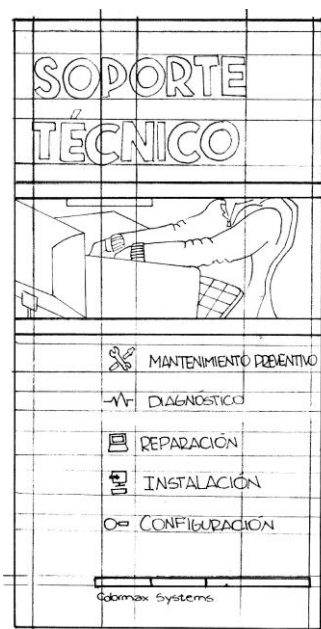 SOPORTE
TÉCNICO
MANTENIMIENTO PREVENTIVO
DIAGNÓSTICO
REPARACIÓN
INSTALACIÓN
CONFIGURACIÓN
Colormax Systems